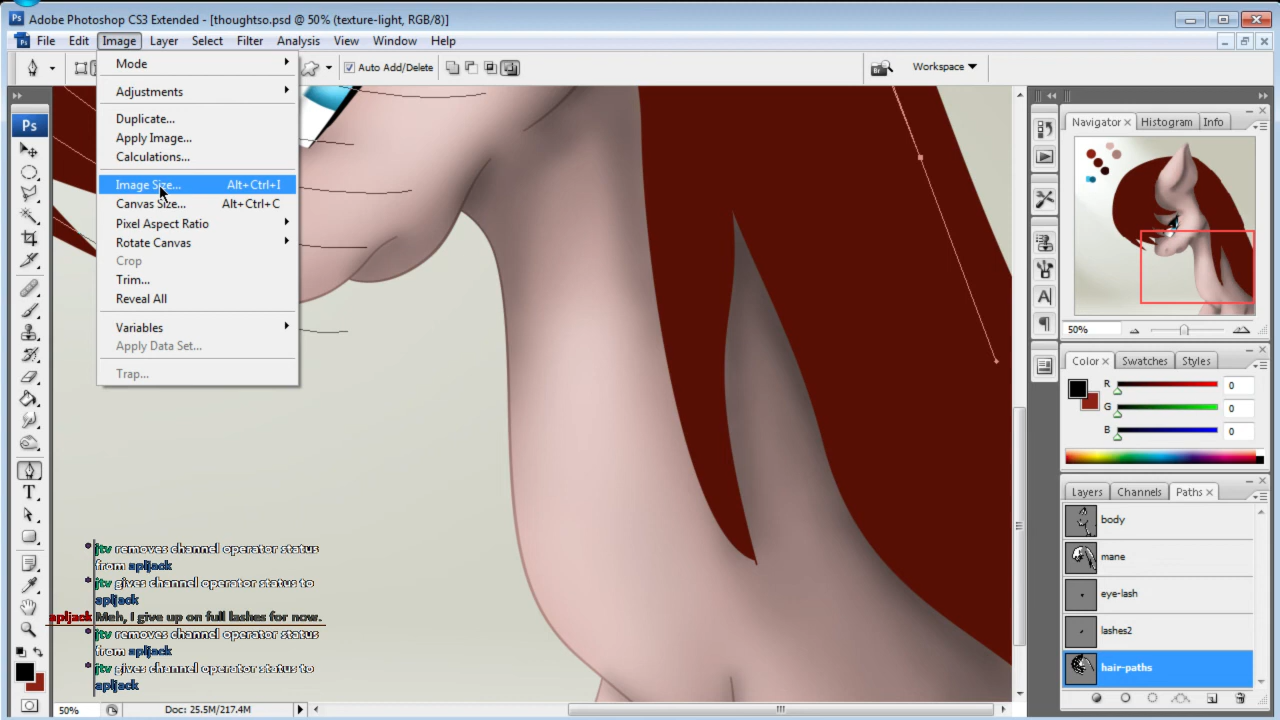 Adobe Photoshop CS3 Extended - [thoughtso.psd @ 50% (texture-light, RGB/8)]
File Edit Image Layer Select Filter Analysis View Window Help
Auto Add/Delete
Workspace
Mode
Adjustments
Duplicate...
Apply Image...
Calculations...
Image Size... Alt+Ctrl+I
Canvas Size... Alt+Ctrl+C
Pixel Aspect Ratio
Rotate Canvas
Crop
Trim...
Reveal All
Variables
Apply Data Set...
Trap...
Ps
Navigator Histogram Info
50%
Color Swatches Styles
R 0
G 0
B 0
Layers Channels Paths
body
mane
eye-lash
lashes2
hair-paths
* jtv removes channel operator status
from apljack
* jtv gives channel operator status to
apljack
apljack Meh, I give up on full lashes for now.
* jtv removes channel operator status
from apljack
* jtv gives channel operator status to
apljack
50% Doc: 25.5M/217.4M